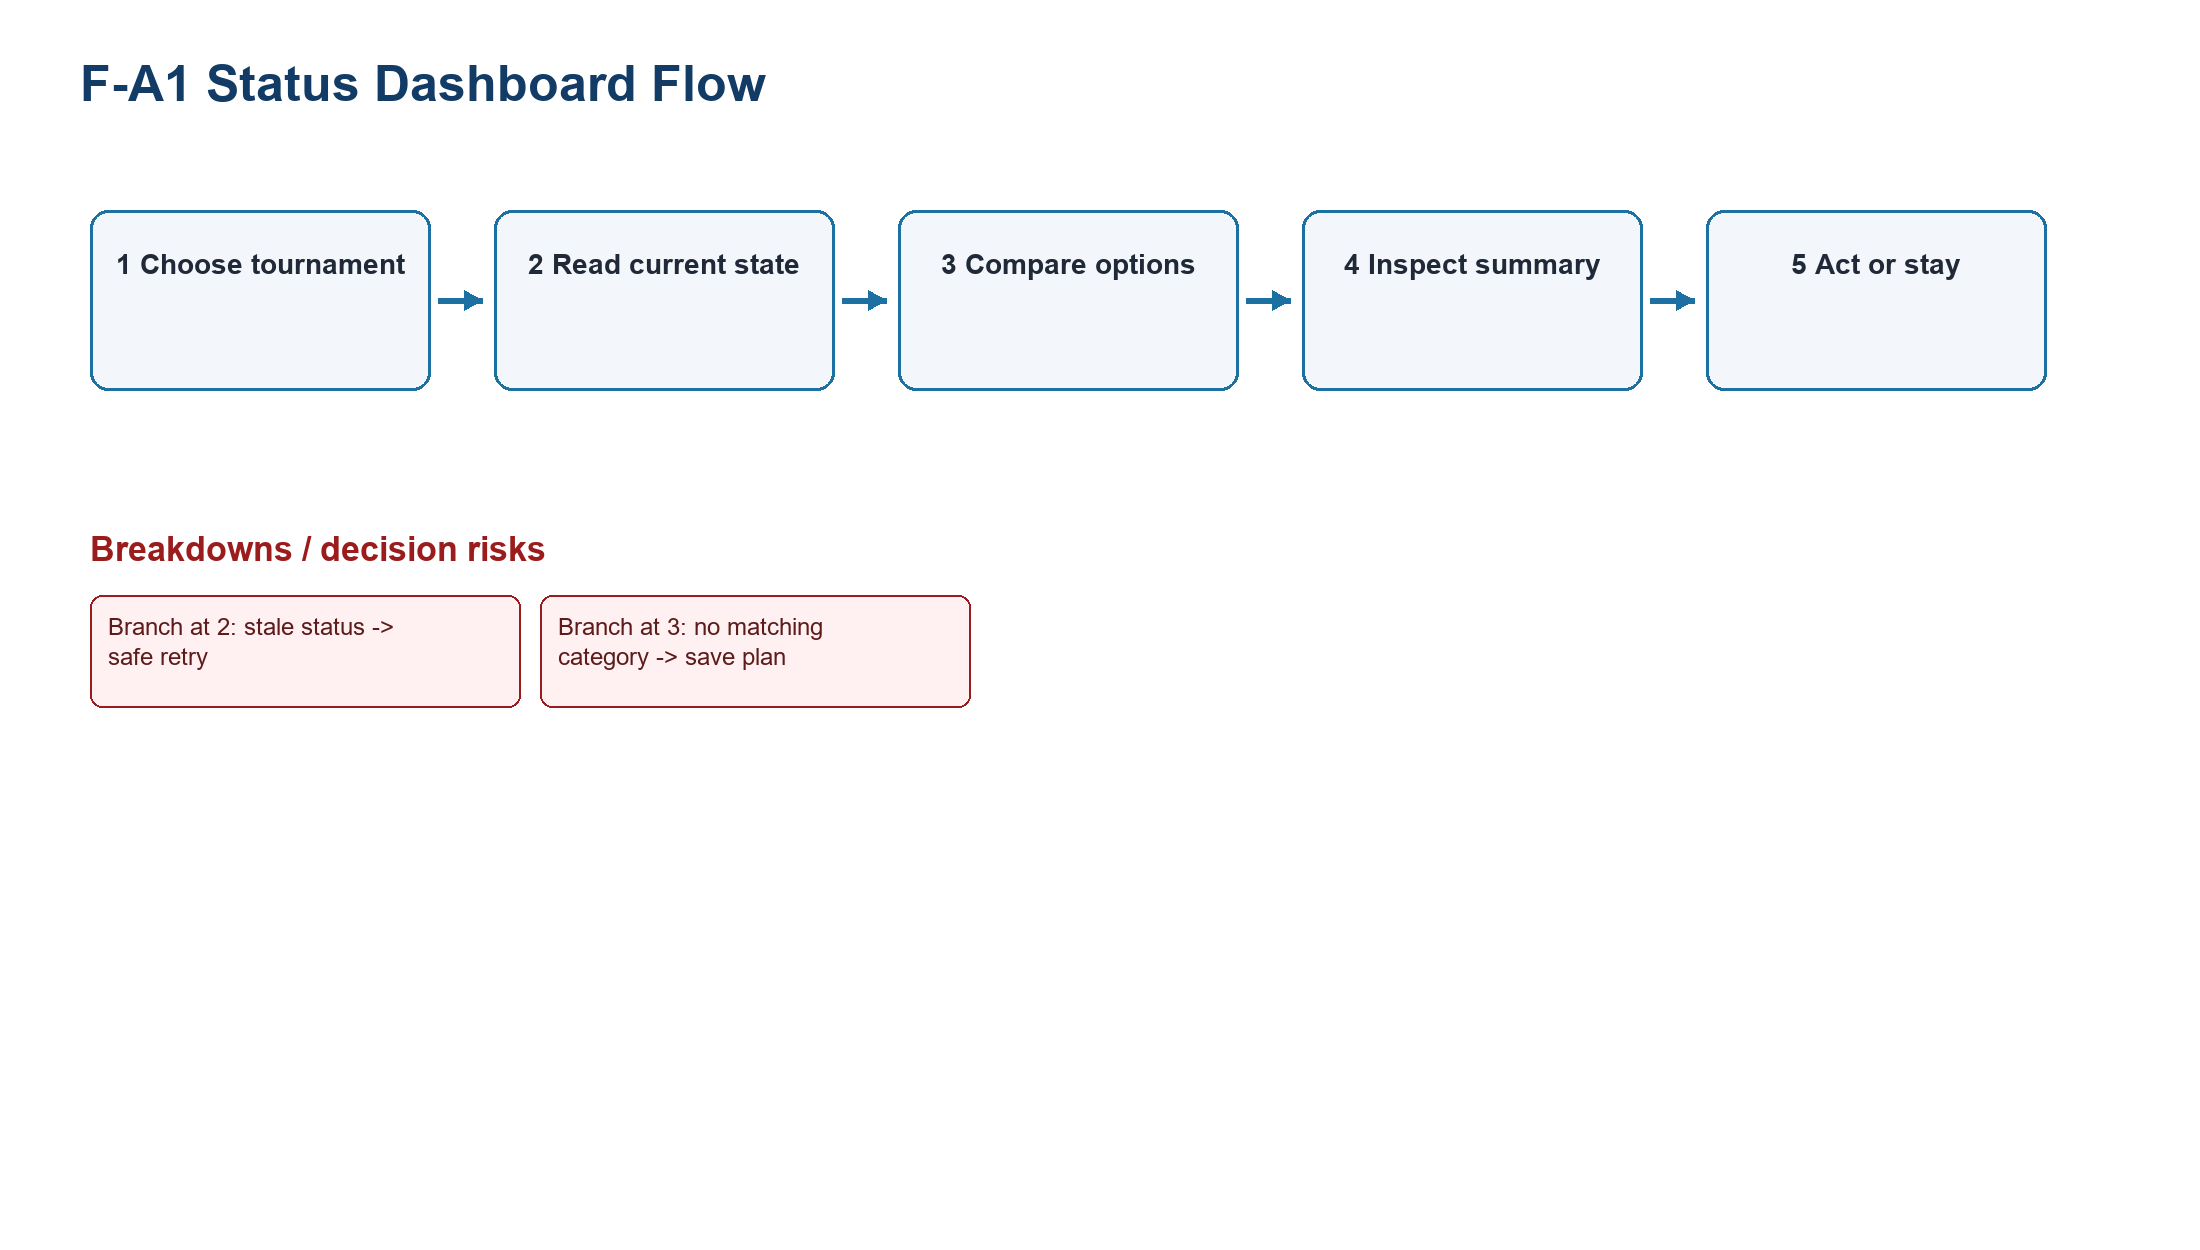 F-A1 Status Dashboard Flow
1 Choose tournament
2 Read current state
3 Compare options
4 Inspect summary
5 Act or stay
Breakdowns / decision risks
Branch at 2: stale status ->
safe retry
Branch at 3: no matching
category -> save plan